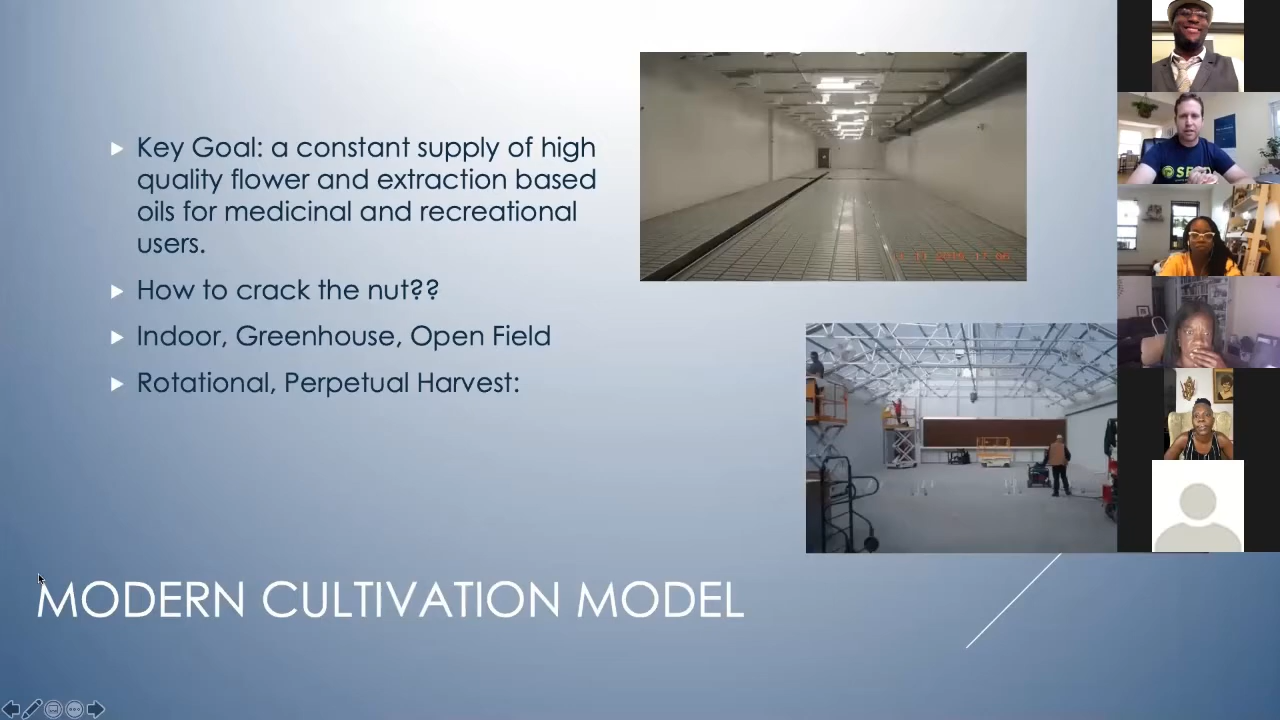 Key Goal: a constant supply of high
quality flower and extraction based
oils for medicinal and recreational
users.
How to crack the nut??
Indoor, Greenhouse, Open Field
Rotational, Perpetual Harvest:
MODERN CULTIVATION MODEL